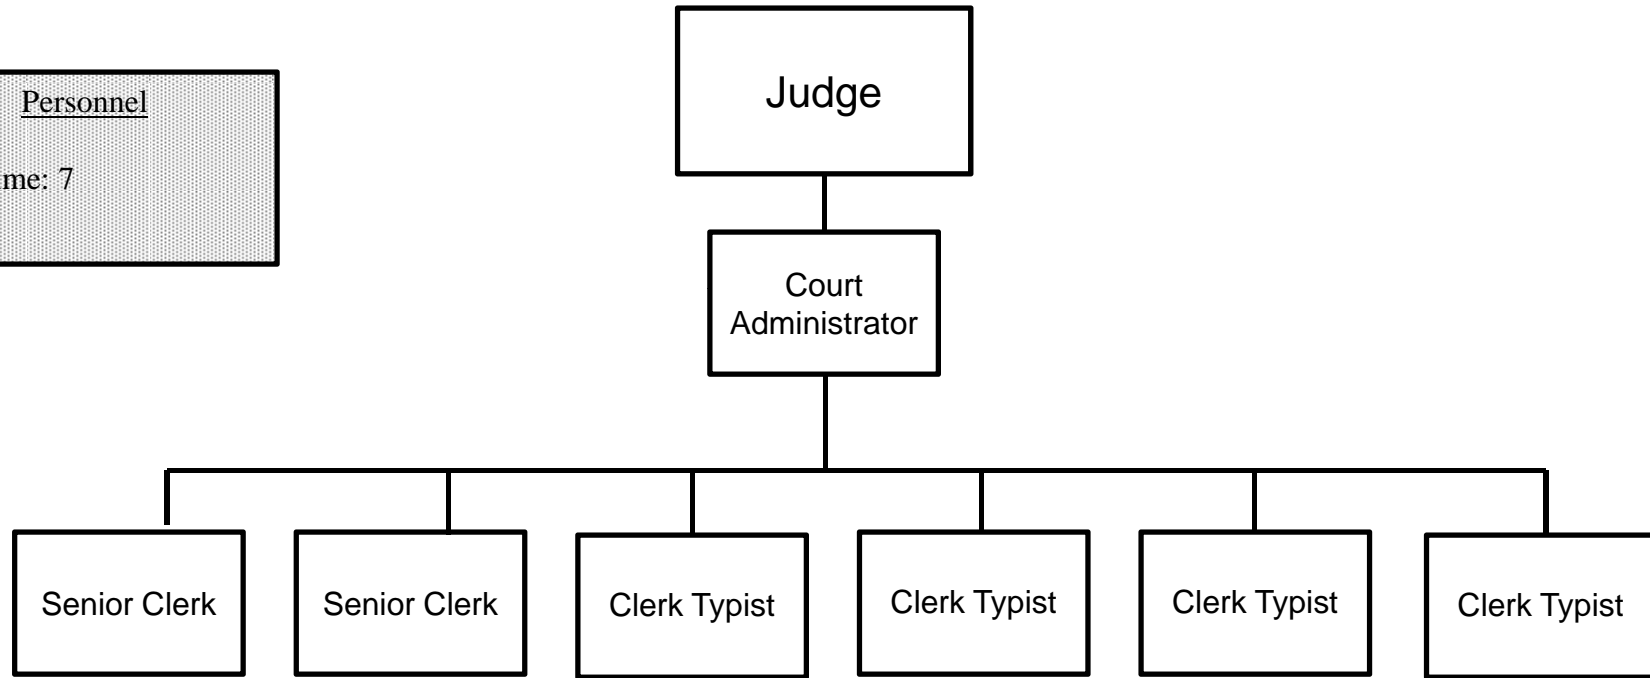 Personnel
me: 7
Judge
Court
Administrator
Senior Clerk
Senior Clerk
Clerk Typist
Clerk Typist
Clerk Typist
Clerk Typist